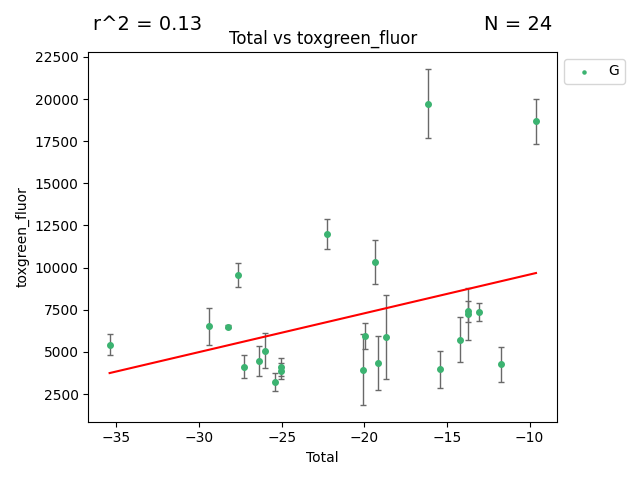 r^2 = 0.13
N = 24
Total vs toxgreen_fluor
G
22500
20000
17500
15000
12500
10000
7500
5000
2500
toxgreen_fluor
−35
−30
−25
−20
−15
−10
Total